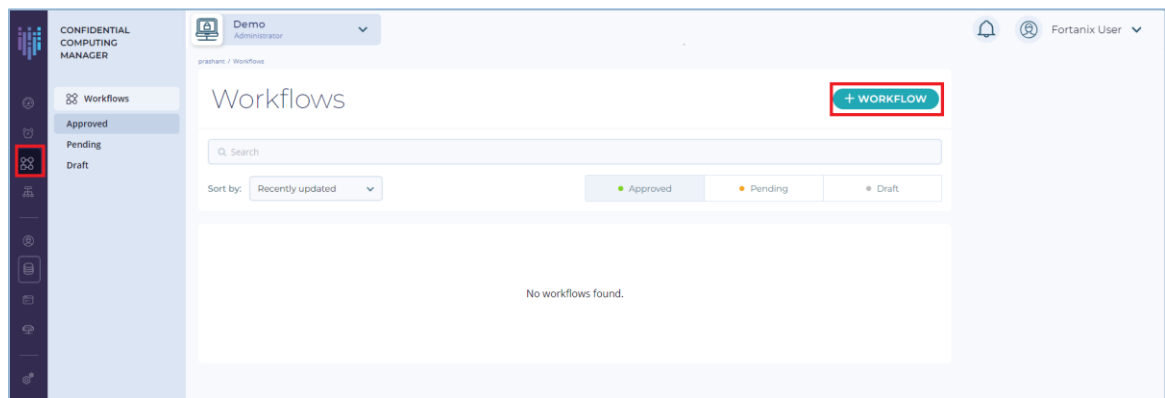 CONFIDENTIAL
COMPUTING
MANAGER
Workflows
Approved
Pending
Draft
Demo
Administrator
Fortanix User
prashant / Workflows
Workflows
+ WORKFLOW
Search
Sort by: Recently updated
Approved
Pending
Draft
No workflows found.